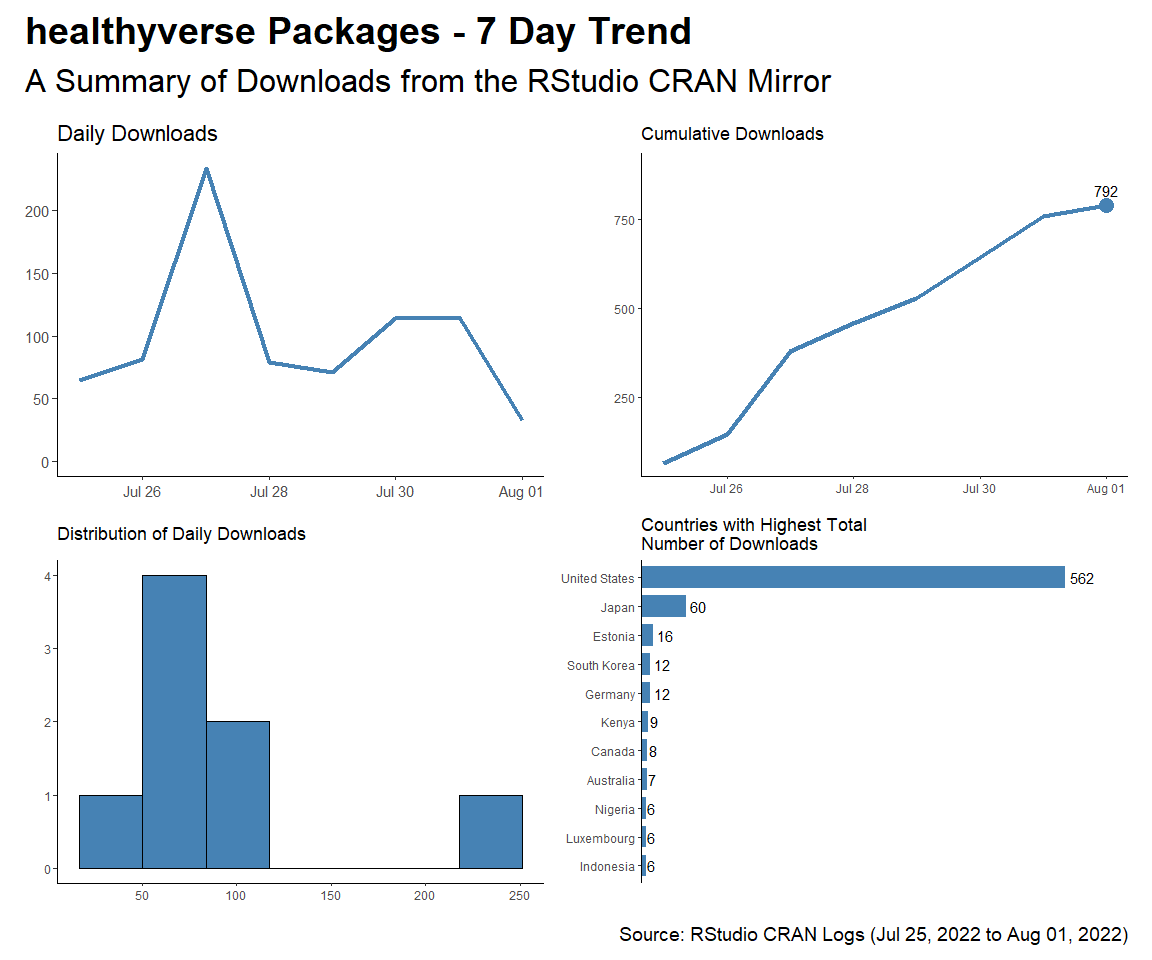 healthyverse Packages - 7 Day Trend
A Summary of Downloads from the RStudio CRAN Mirror
Daily Downloads
200
150
100
50
0
Jul 26
Jul 28
Jul 30
Aug 01
Cumulative Downloads
792
750
500
250
Jul 26
Jul 28
Jul 30
Aug 01
Distribution of Daily Downloads
4
3
2
1
0
50
100
150
200
250
Countries with Highest Total
Number of Downloads
United States 562
Japan 60
Estonia 16
South Korea 12
Germany 12
Kenya 9
Canada 8
Australia 7
Nigeria 6
Luxembourg 6
Indonesia 6
Source: RStudio CRAN Logs (Jul 25, 2022 to Aug 01, 2022)